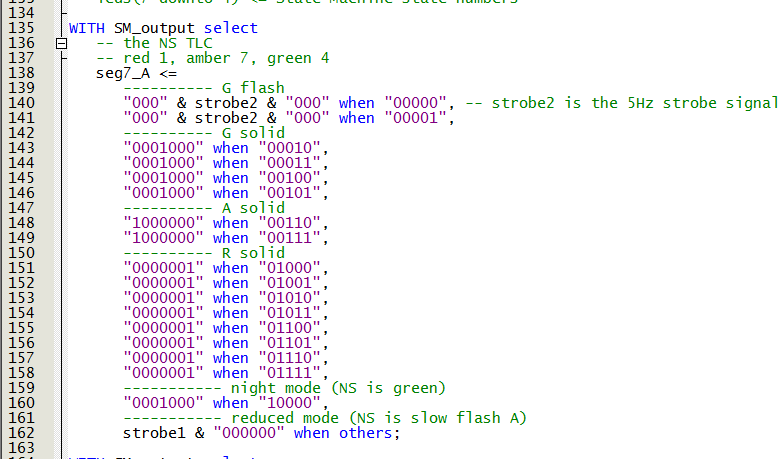 133 leds(7 downto 4) <= State Machine state numbers
134
135 WITH SM_output select
136 -- the NS TLC
137 -- red 1, amber 7, green 4
138 seg7_A <=
139 ---------- G flash
140 "000" & strobe2 & "000" when "00000", -- strobe2 is the 5Hz strobe signal
141 "000" & strobe2 & "000" when "00001",
142 ---------- G solid
143 "0001000" when "00010",
144 "0001000" when "00011",
145 "0001000" when "00100",
146 "0001000" when "00101",
147 ---------- A solid
148 "1000000" when "00110",
149 "1000000" when "00111",
150 ---------- R solid
151 "0000001" when "01000",
152 "0000001" when "01001",
153 "0000001" when "01010",
154 "0000001" when "01011",
155 "0000001" when "01100",
156 "0000001" when "01101",
157 "0000001" when "01110",
158 "0000001" when "01111",
159 ----------- night mode (NS is green)
160 "0001000" when "10000",
161 ----------- reduced mode (NS is slow flash A)
162 strobe1 & "000000" when others;
163